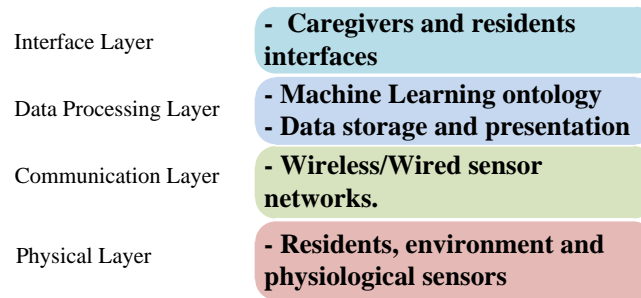 Interface Layer
- Caregivers and residents
interfaces
Data Processing Layer
- Machine Learning ontology
- Data storage and presentation
Communication Layer
- Wireless/Wired sensor
networks.
Physical Layer
- Residents, environment and
physiological sensors